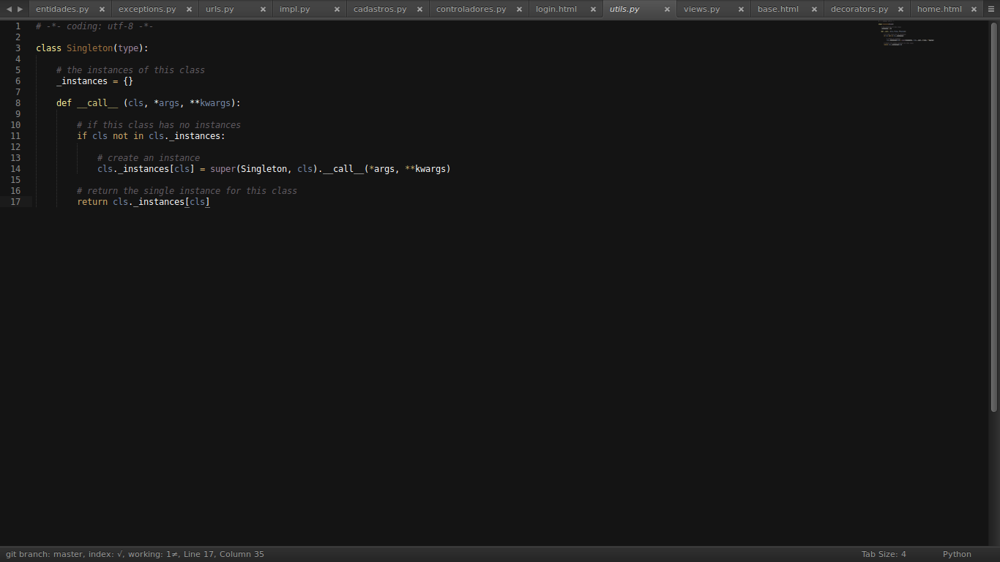 entidades.py exceptions.py urls.py impl.py cadastros.py controladores.py login.html utils.py views.py base.html decorators.py home.html
1 # -*- coding: utf-8 -*-
2
3 class Singleton(type):
4
5     # the instances of this class
6     _instances = {}
7
8     def __call__ (cls, *args, **kwargs):
9
10         # if this class has no instances
11         if cls not in cls._instances:
12
13             # create an instance
14             cls._instances[cls] = super(Singleton, cls).__call__(*args, **kwargs)
15
16         # return the single instance for this class
17         return cls._instances[cls]
git branch: master, index: √, working: 1≠, Line 17, Column 35 Tab Size: 4 Python